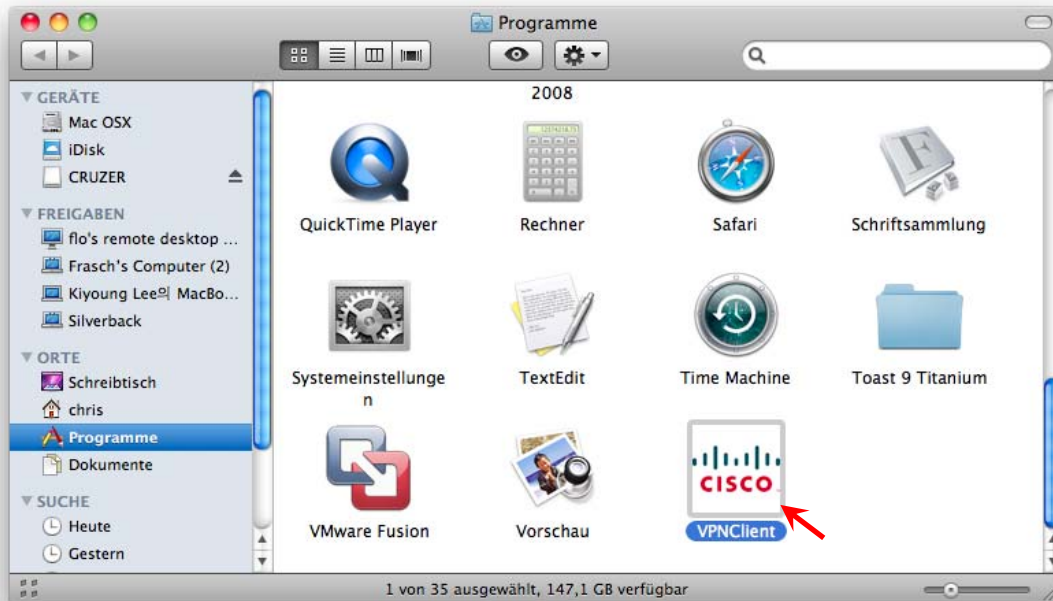 Programme
GERÄTE
Mac OSX
iDisk
CRUZER
FREIGABEN
flo's remote desktop ...
Frasch's Computer (2)
Kiyoung Lee의 MacBo...
Silverback
ORTE
Schreibtisch
chris
Programme
Dokumente
SUCHE
Heute
Gestern
2008
QuickTime Player
Rechner
Safari
Schriftsammlung
Systemeinstellunge
n
TextEdit
Time Machine
Toast 9 Titanium
VMware Fusion
Vorschau
CISCO
VPNClient
1 von 35 ausgewählt, 147,1 GB verfügbar